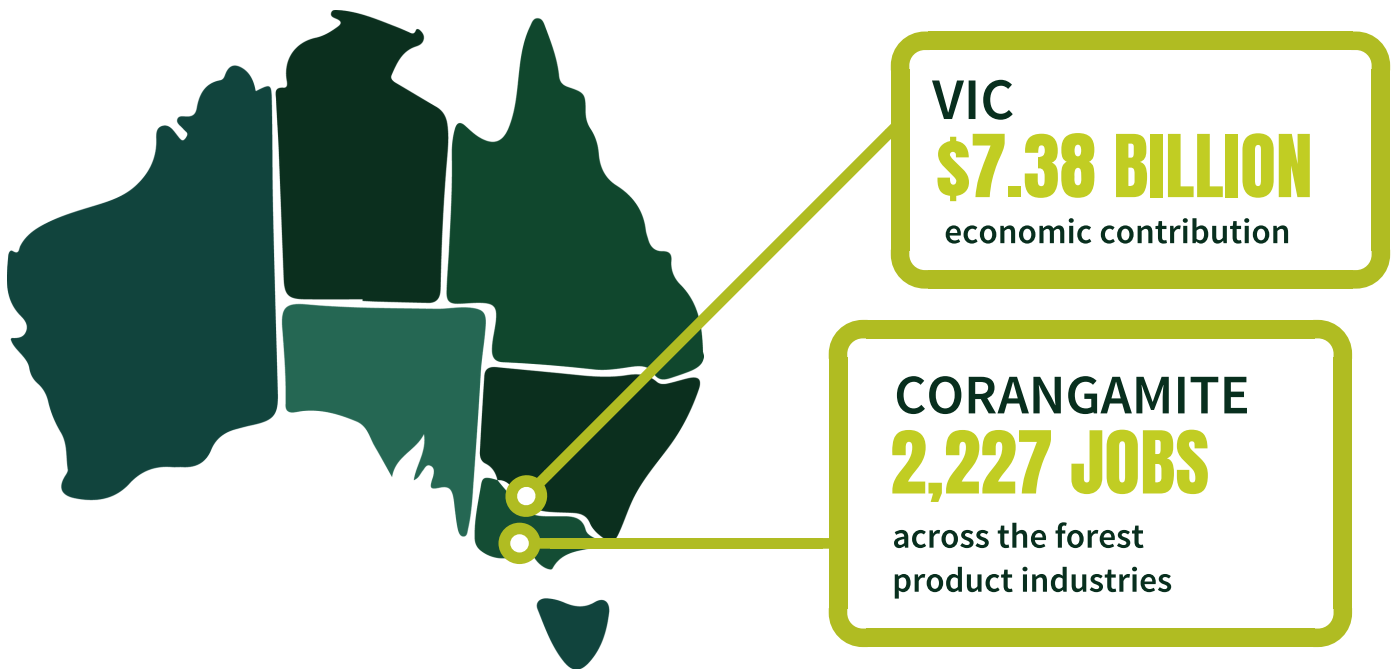 VIC
$7.38 BILLION
economic contribution
CORANGAMITE
2,227 JOBS
across the forest
product industries